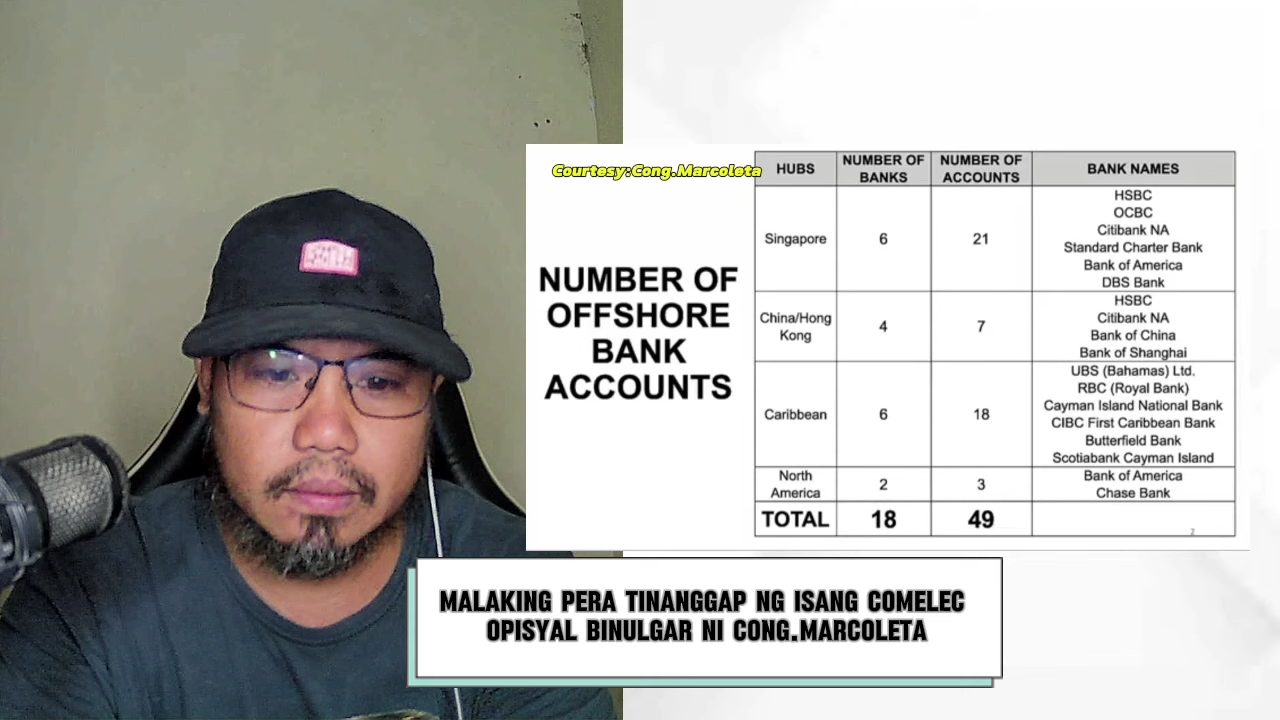 Courtesy:Cong.Marcoleta
NUMBER OF
OFFSHORE
BANK
ACCOUNTS
HUBS NUMBER OF BANKS NUMBER OF ACCOUNTS BANK NAMES
Singapore 6 21
HSBC
OCBC
Citibank NA
Standard Charter Bank
Bank of America
DBS Bank
China/Hong Kong 4 7
HSBC
Citibank NA
Bank of China
Bank of Shanghai
Caribbean 6 18
UBS (Bahamas) Ltd.
RBC (Royal Bank)
Cayman Island National Bank
CIBC First Caribbean Bank
Butterfield Bank
Scotiabank Cayman Island
North America 2 3
Bank of America
Chase Bank
TOTAL 18 49
2
MALAKING PERA TINANGGAP NG ISANG COMELEC
OPISYAL BINULGAR NI CONG.MARCOLETA